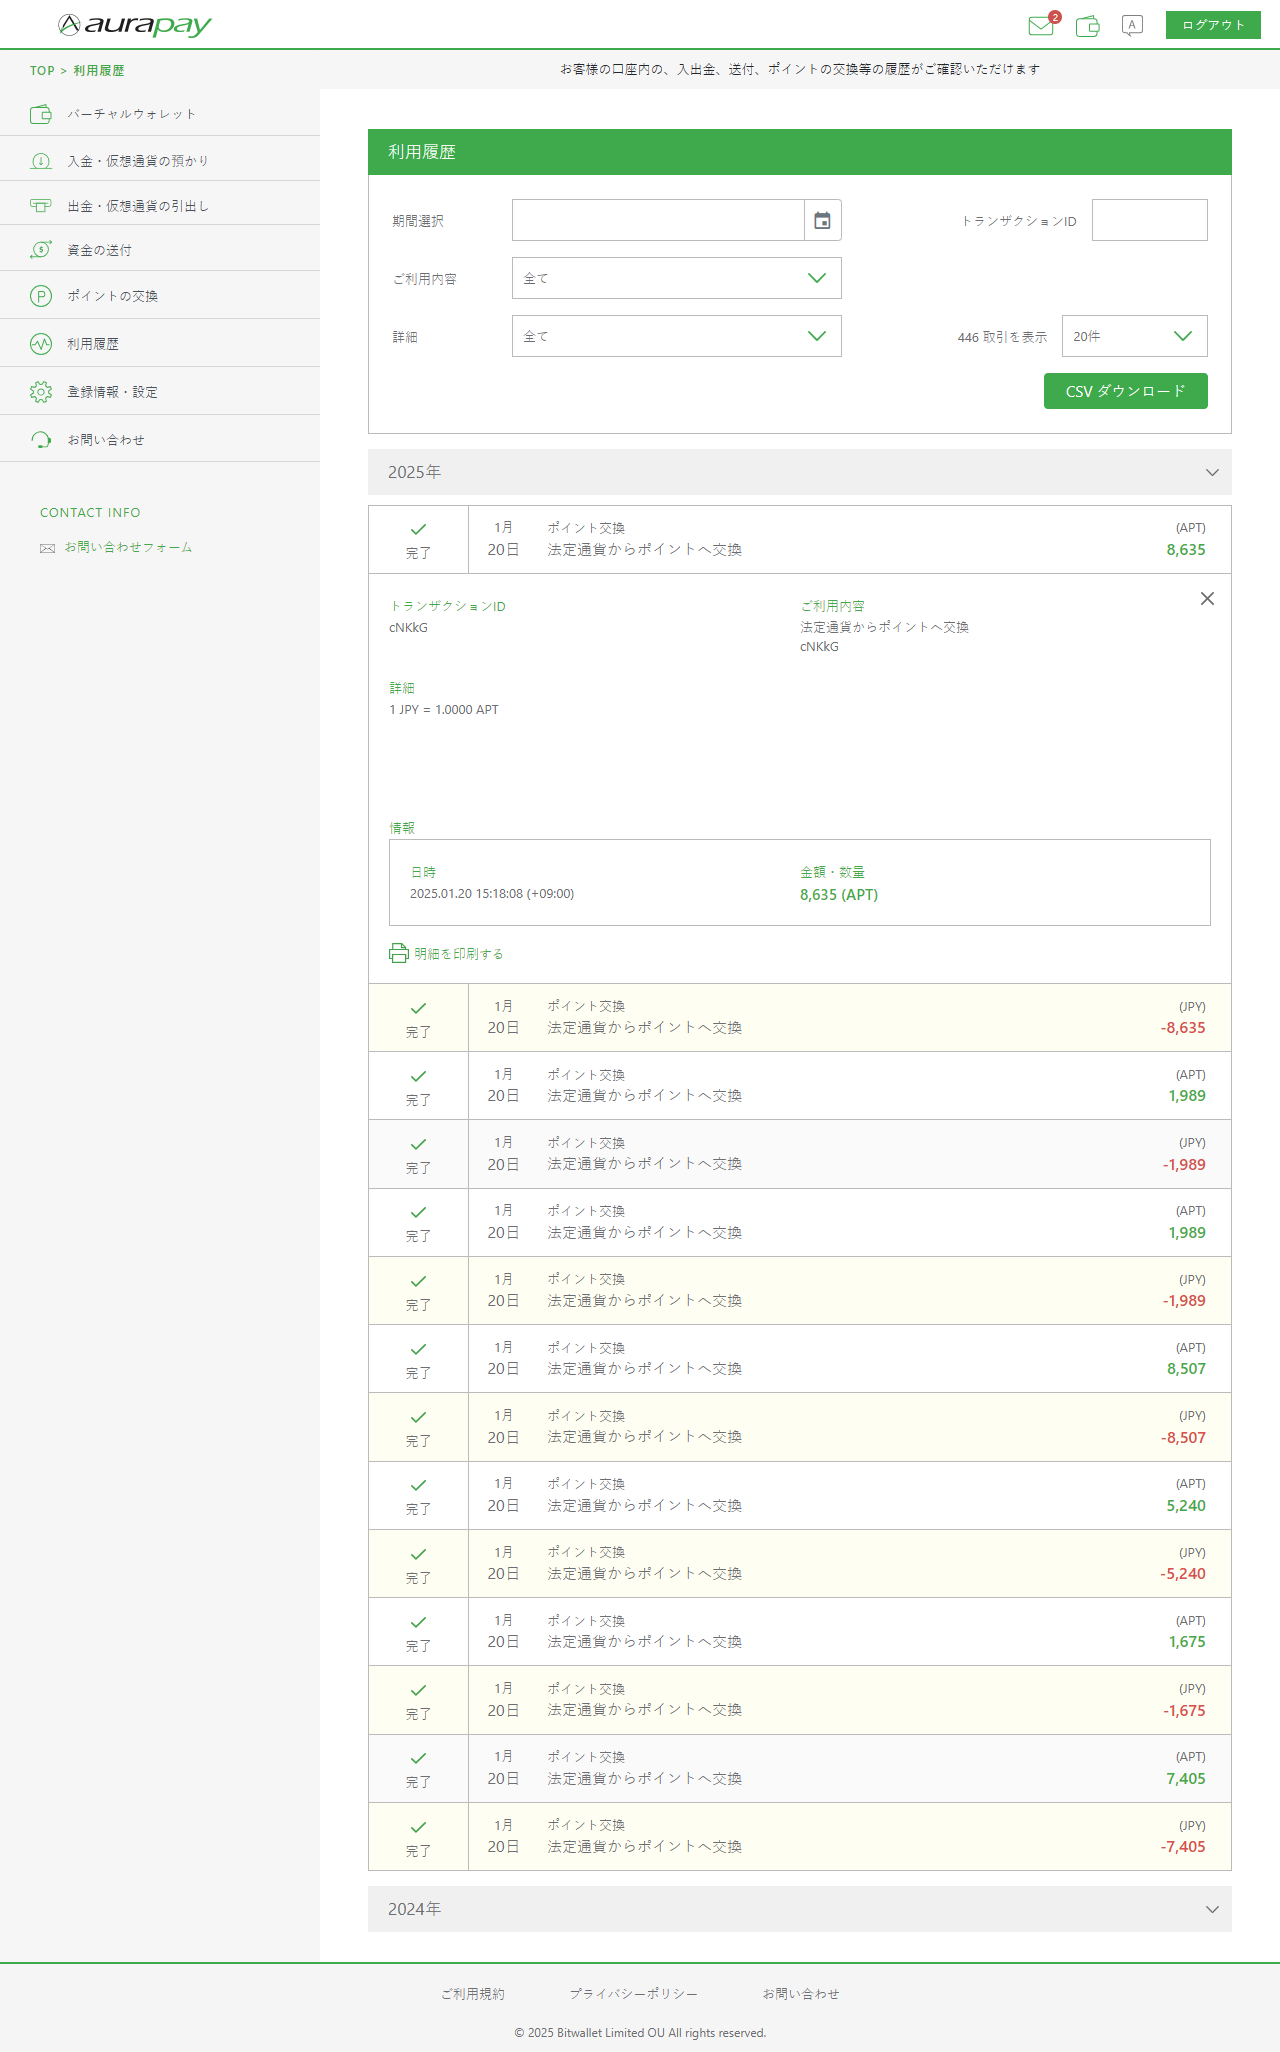 aurapay
2
A
ログアウト
TOP > 利用履歴
お客様の口座内の、入出金、送付、ポイントの交換等の履歴がご確認いただけます
バーチャルウォレット
入金・仮想通貨の預かり
出金・仮想通貨の引出し
資金の送付
ポイントの交換
利用履歴
登録情報・設定
お問い合わせ
CONTACT INFO
お問い合わせフォーム
利用履歴
期間選択
トランザクションID
ご利用内容
全て
詳細
全て
446 取引を表示
20件
CSV ダウンロード
2025年
完了
1月
20日
ポイント交換
法定通貨からポイントへ交換
(APT)
8,635
トランザクションID
cNKkG
ご利用内容
法定通貨からポイントへ交換
cNKkG
詳細
1 JPY = 1.0000 APT
情報
日時
2025.01.20 15:18:08 (+09:00)
金額・数量
8,635 (APT)
明細を印刷する
完了
1月
20日
ポイント交換
法定通貨からポイントへ交換
(JPY)
-8,635
完了
1月
20日
ポイント交換
法定通貨からポイントへ交換
(APT)
1,989
完了
1月
20日
ポイント交換
法定通貨からポイントへ交換
(JPY)
-1,989
完了
1月
20日
ポイント交換
法定通貨からポイントへ交換
(APT)
1,989
完了
1月
20日
ポイント交換
法定通貨からポイントへ交換
(JPY)
-1,989
完了
1月
20日
ポイント交換
法定通貨からポイントへ交換
(APT)
8,507
完了
1月
20日
ポイント交換
法定通貨からポイントへ交換
(JPY)
-8,507
完了
1月
20日
ポイント交換
法定通貨からポイントへ交換
(APT)
5,240
完了
1月
20日
ポイント交換
法定通貨からポイントへ交換
(JPY)
-5,240
完了
1月
20日
ポイント交換
法定通貨からポイントへ交換
(APT)
1,675
完了
1月
20日
ポイント交換
法定通貨からポイントへ交換
(JPY)
-1,675
完了
1月
20日
ポイント交換
法定通貨からポイントへ交換
(APT)
7,405
完了
1月
20日
ポイント交換
法定通貨からポイントへ交換
(JPY)
-7,405
2024年
ご利用規約
プライバシーポリシー
お問い合わせ
© 2025 Bitwallet Limited OU All rights reserved.